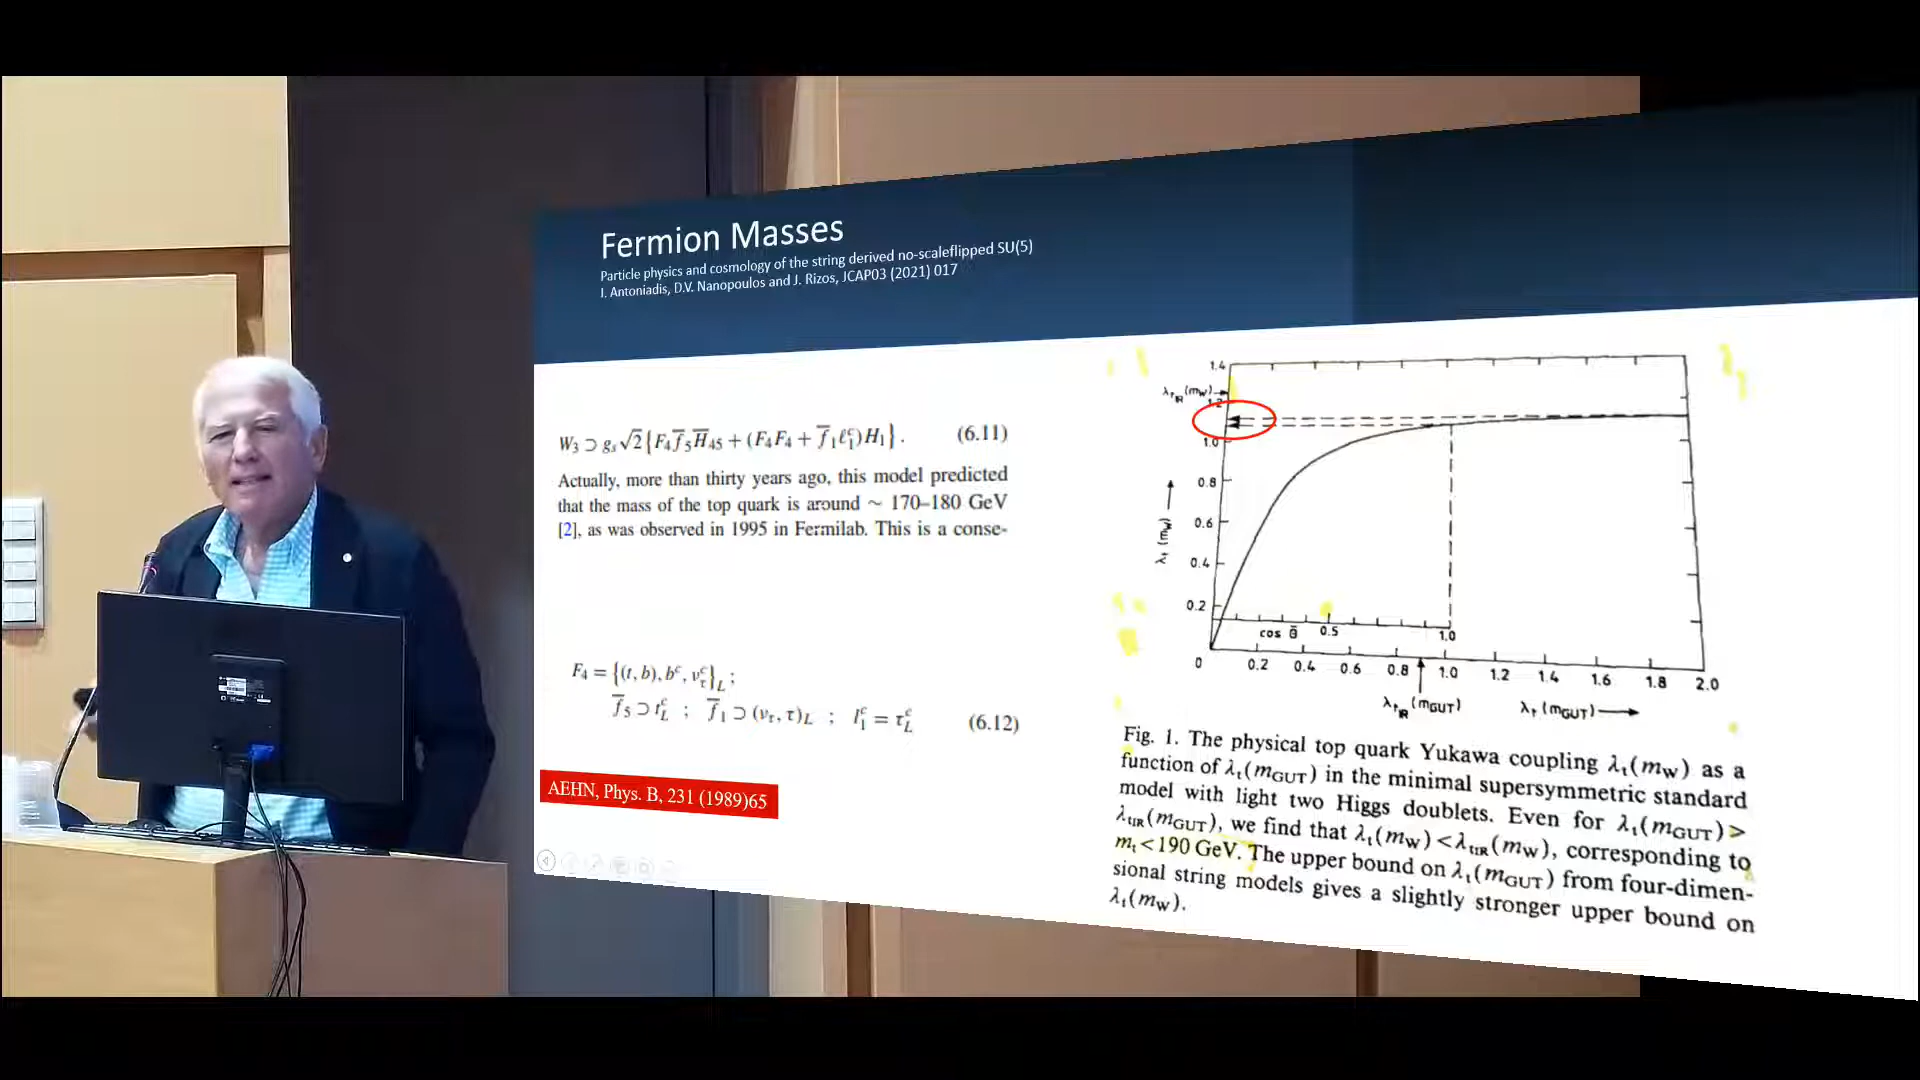 Fermion Masses
Particle physics and cosmology of the string derived no-scaleflipped SU(5)
I. Antoniadis, D.V. Nanopoulos and J. Rizos, JCAP03 (2021) 017
W₃ ⊃ gₛ√2{F₄f̅₅H̅₄₅ + (F₄F₄ + f̅₁ℓ₁ᶜ)H₁}. (6.11)
Actually, more than thirty years ago, this model predicted
that the mass of the top quark is around ∼ 170–180 GeV
[2], as was observed in 1995 in Fermilab. This is a conse-
F₄ = {(t, b), bᶜ, ν_τᶜ}_L ;
f̅₅ ⊃ t_Lᶜ ; f̅₁ ⊃ (ν_τ, τ)_L ; l₁ᶜ = τ_Lᶜ (6.12)
AEHN, Phys. B, 231 (1989)65
1.4
λ_tIR (m_W)
1.2
1.0
0.8
0.6
0.4
0.2
λ_t (m_W)
cos θ̅ 0.5 1.0
0 0.2 0.4 0.6 0.8 1.0 1.2 1.4 1.6 1.8 2.0
λ_tIR (m_GUT) λ_t (m_GUT)
Fig. 1. The physical top quark Yukawa coupling λ_t(m_W) as a
function of λ_t(m_GUT) in the minimal supersymmetric standard
model with light two Higgs doublets. Even for λ_t(m_GUT)>
λ_tIR(m_GUT), we find that λ_t(m_W)<λ_tIR(m_W), corresponding to
m_t<190 GeV. The upper bound on λ_t(m_GUT) from four-dimen-
sional string models gives a slightly stronger upper bound on
λ_t(m_W).